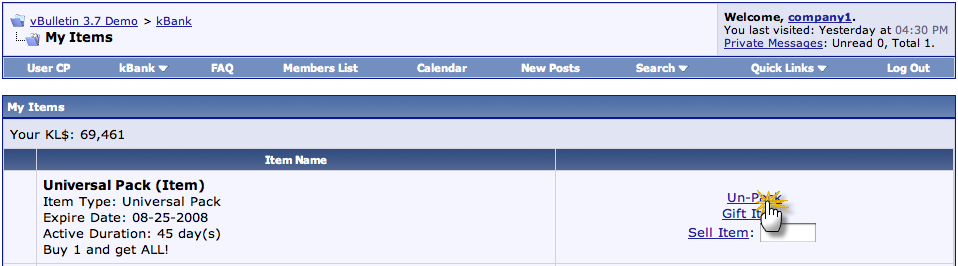 vBulletin 3.7 Demo > kBank
My Items
Welcome, company1.
You last visited: Yesterday at 04:30 PM
Private Messages: Unread 0, Total 1.
User CP kBank FAQ Members List Calendar New Posts Search Quick Links Log Out
My Items
Your KL$: 69,461
Item Name
Universal Pack (Item)
Item Type: Universal Pack
Expire Date: 08-25-2008
Active Duration: 45 day(s)
Buy 1 and get ALL!
Un-Pack
Gift
Sell Item: